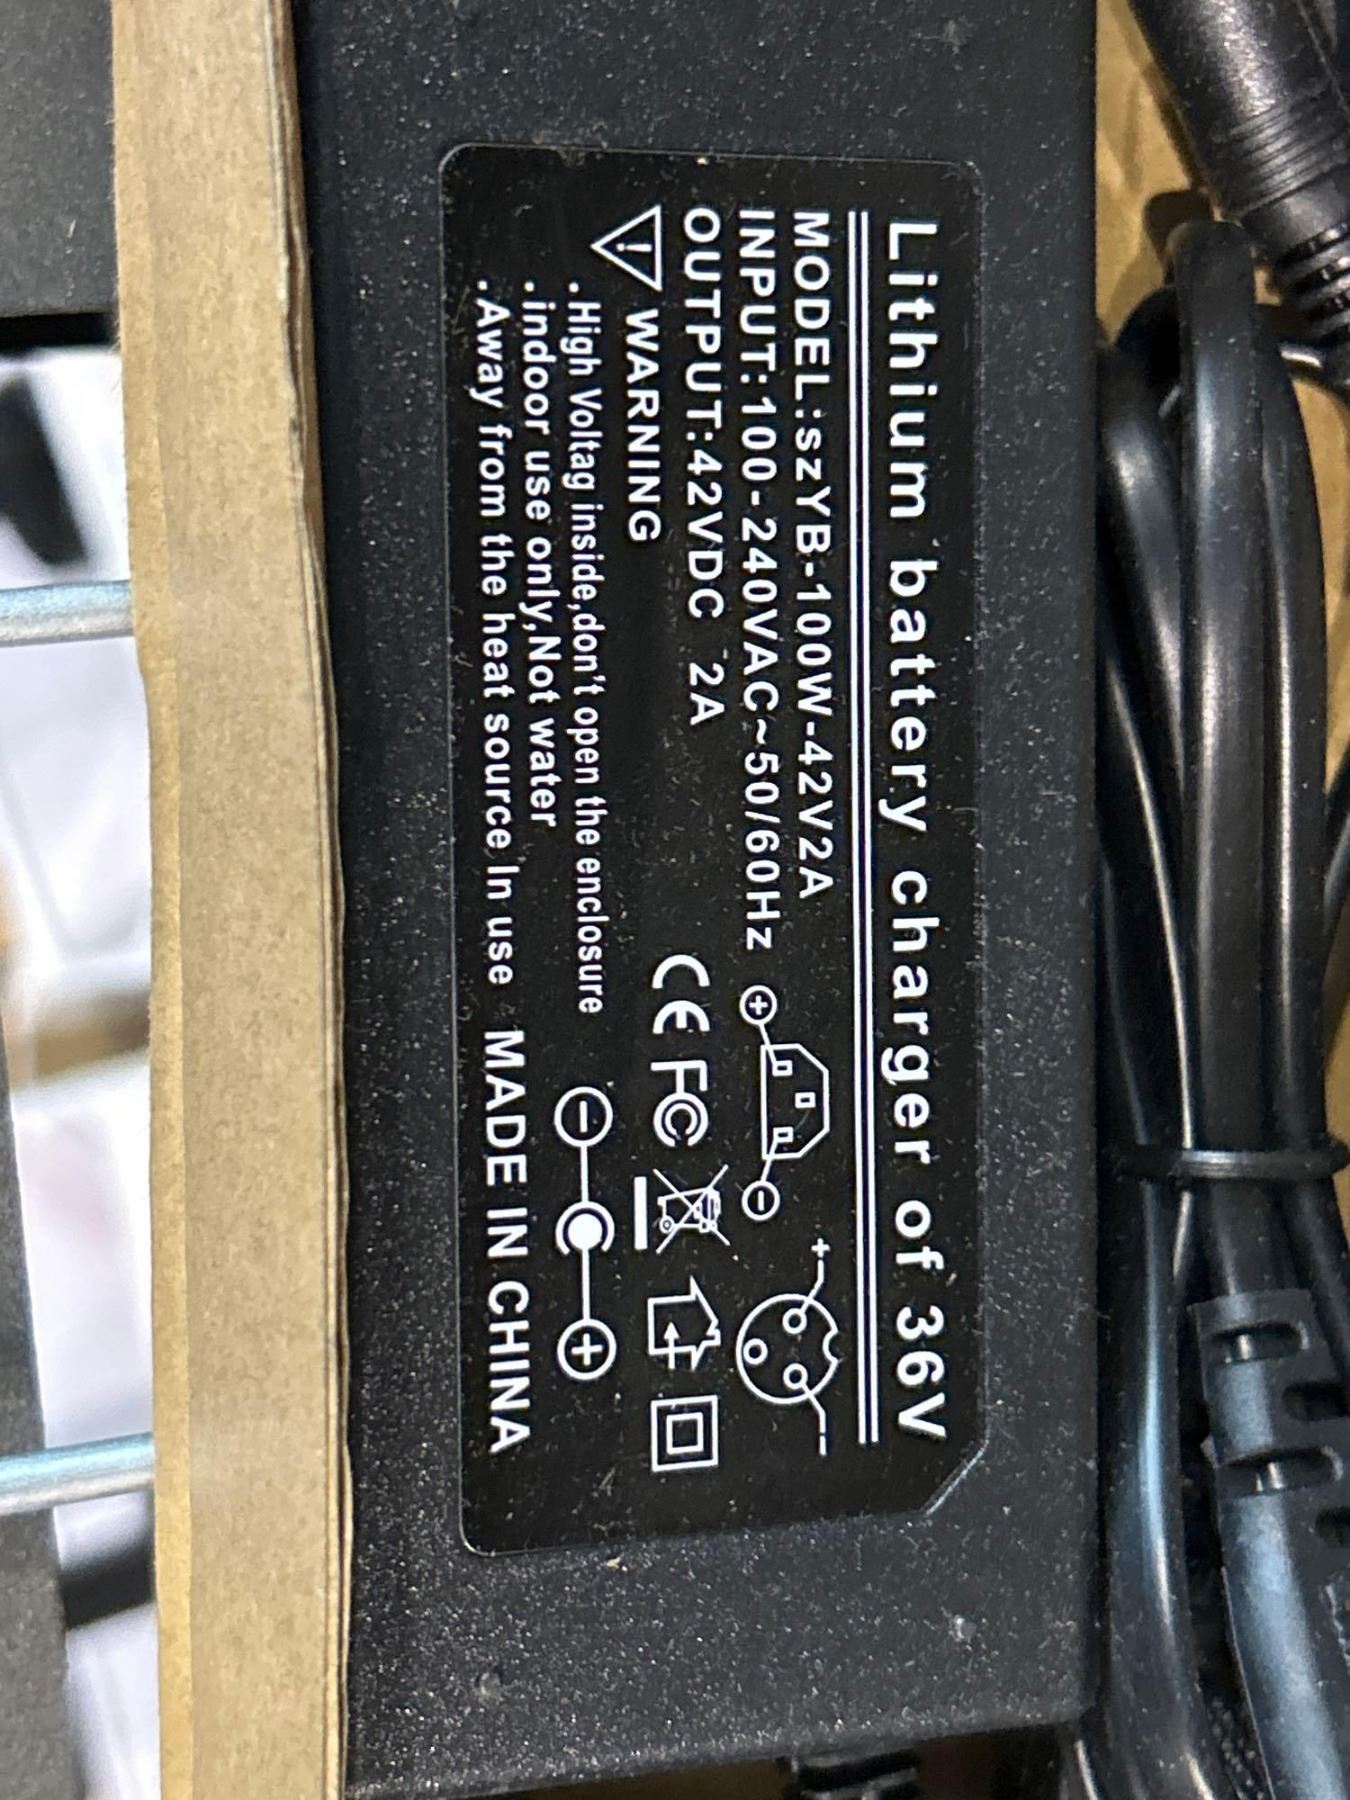 Lithium battery charger of 36V
MODEL:szYB-100W-42V2A
INPUT:100-240VAC~50/60Hz
OUTPUT:42VDC 2A
WARNING
.High Voltag inside,don't open the enclosure
.indoor use only,Not water
.Away from the heat source In use
MADE IN CHINA
CE FC